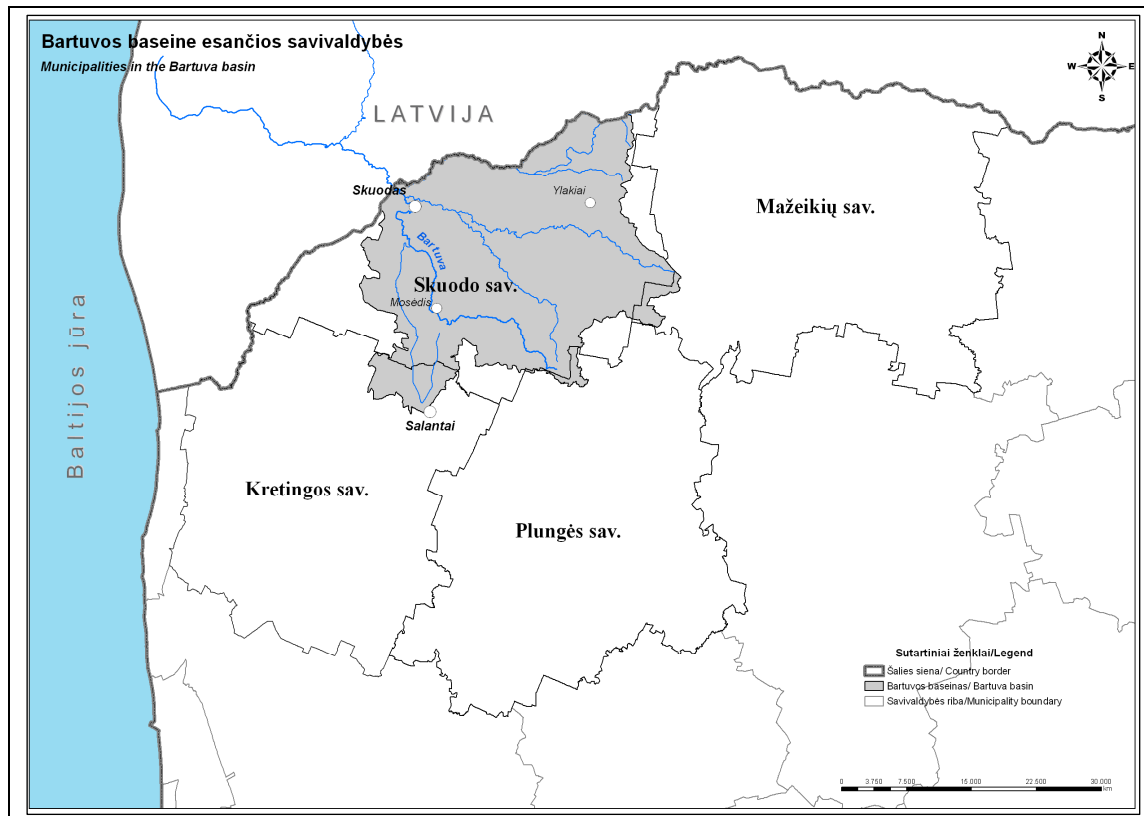 Bartuvos baseine esančios savivaldybės
Municipalities in the Bartuva basin
N
W E
S
LATVIJA
Skuodas
Ylakiai
Mažeikių sav.
Bartuva
Skuodo sav.
Mosėdis
Baltijos jūra
Salantai
Kretingos sav.
Plungės sav.
Sutartiniai ženklai/Legend
Šalies siena/ Country border
Bartuvos baseinas/ Bartuva basin
Savivaldybės riba/Municipality boundary
0 3.750 7.500 15.000 22.500 30.000
km